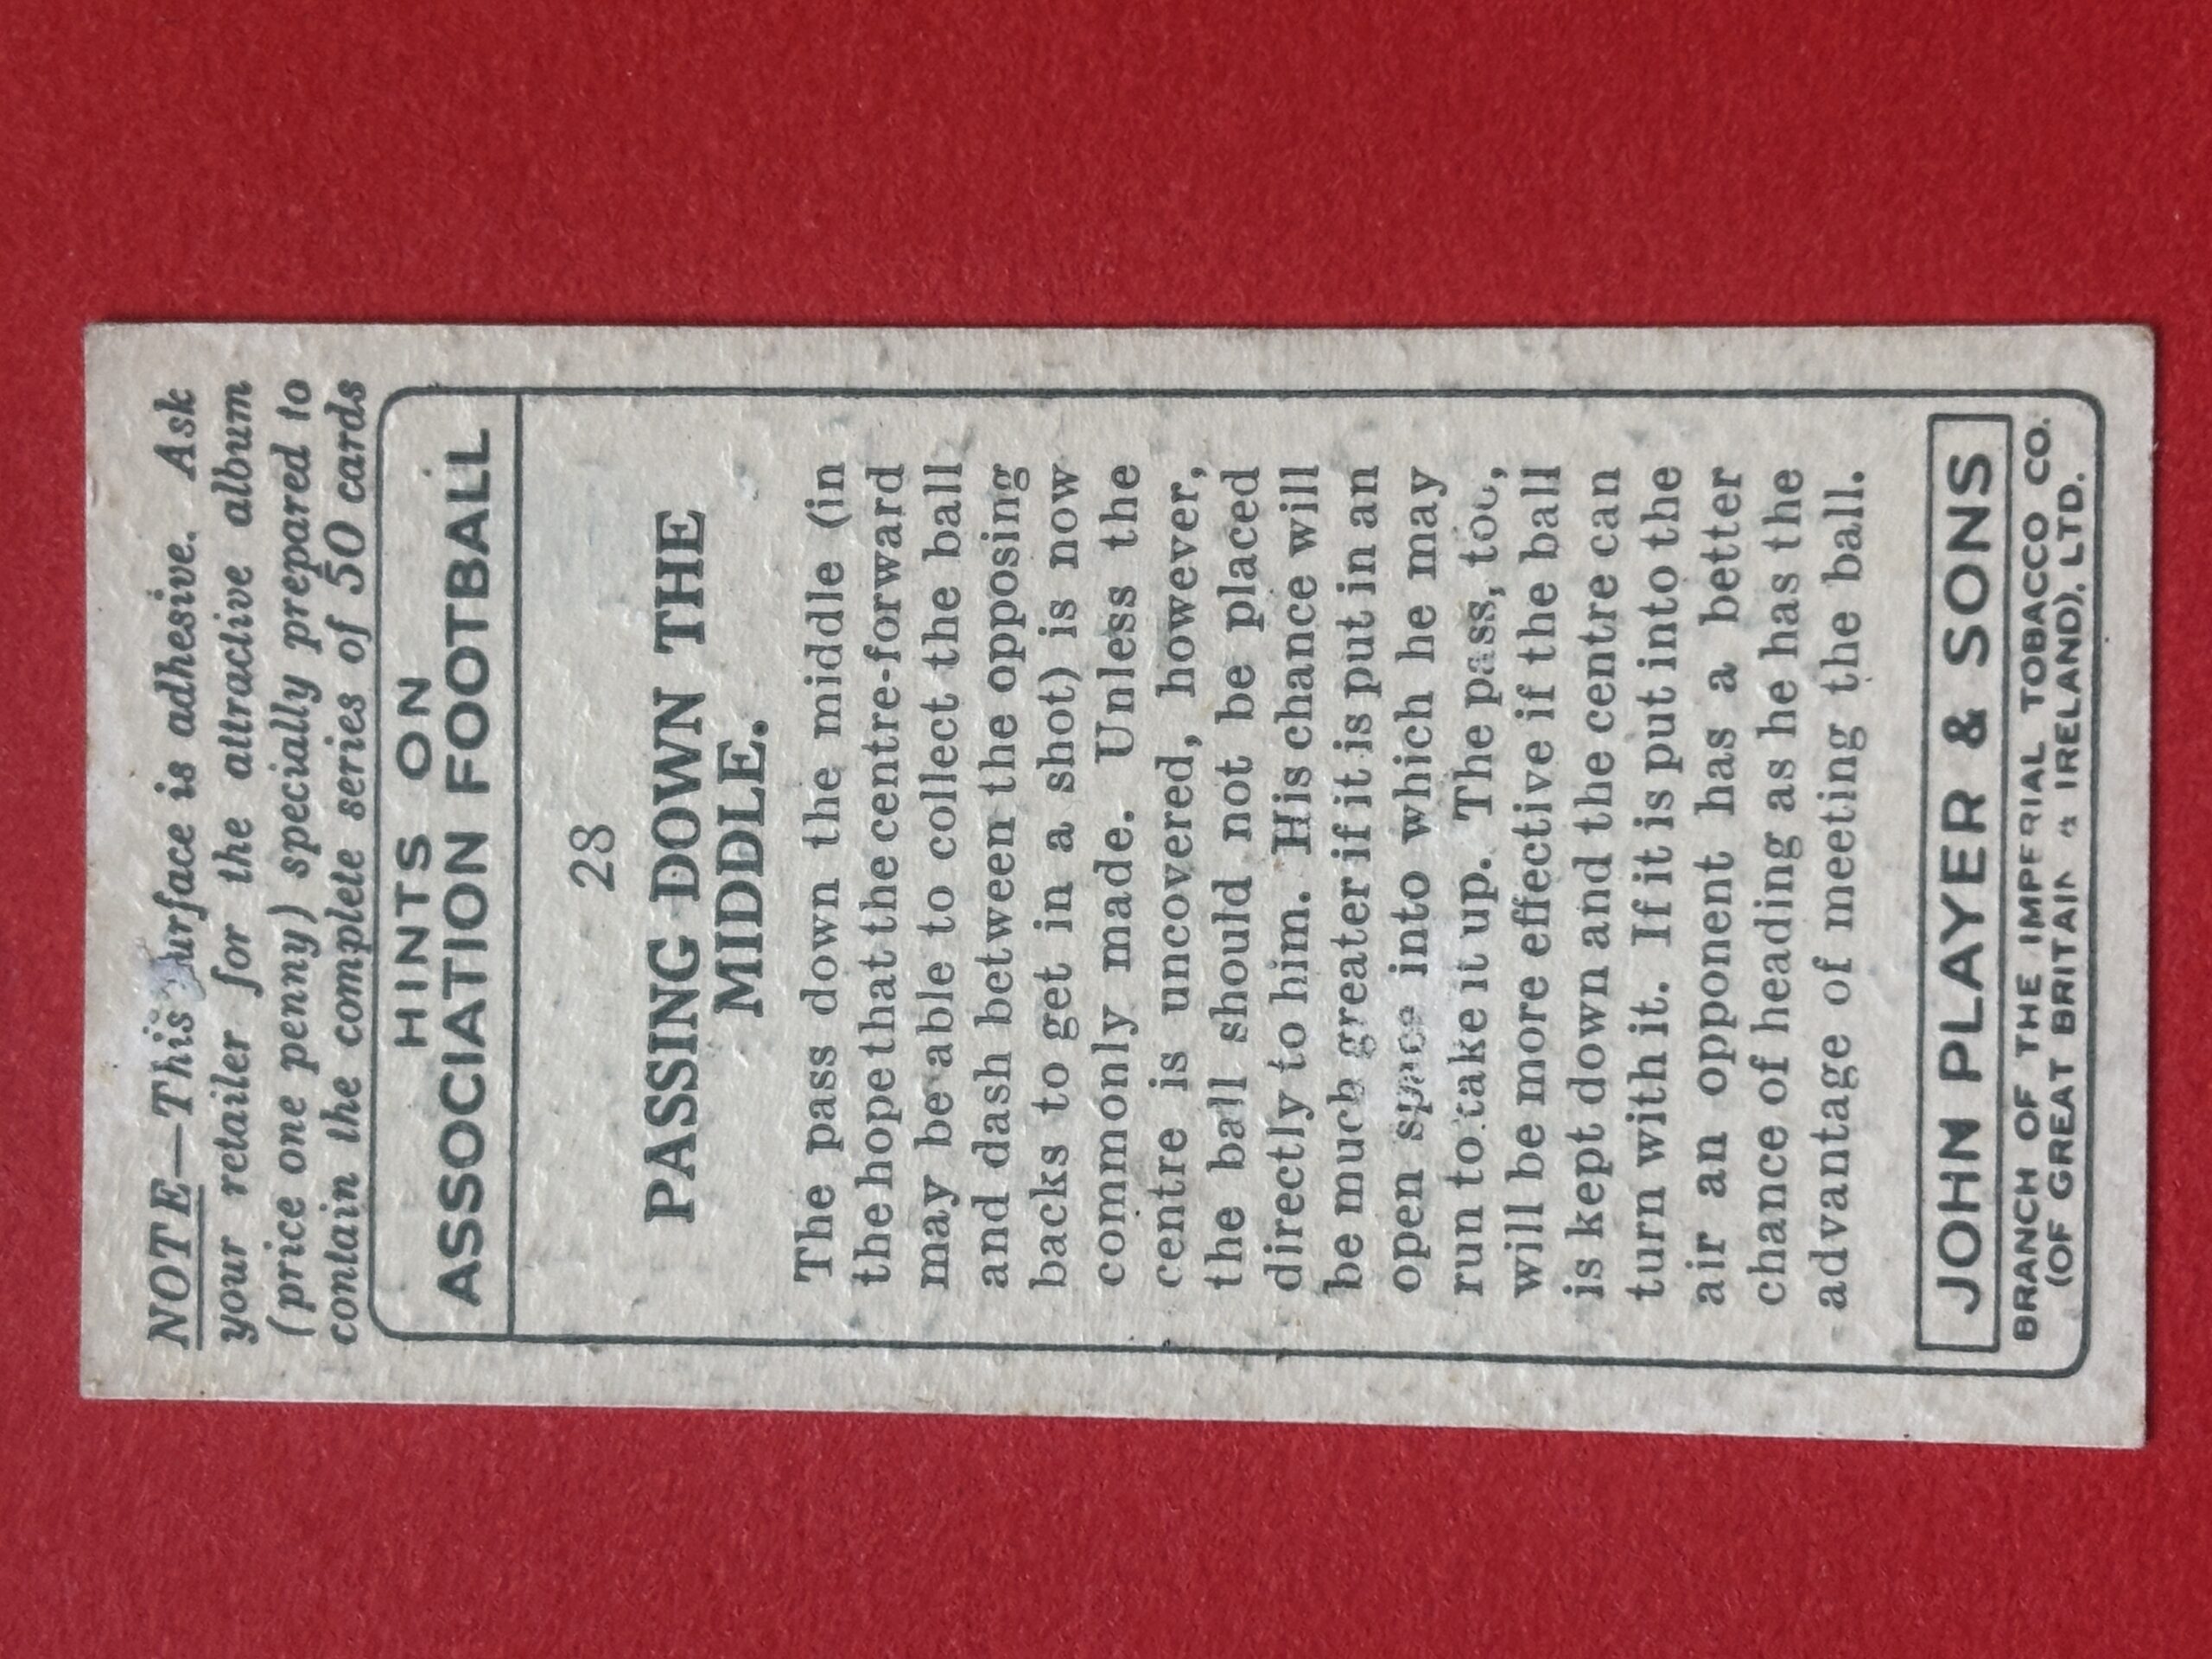 NOTE—This surface is adhesive. Ask
your retailer for the attractive album
(price one penny) specially prepared to
contain the complete series of 50 cards
HINTS ON
ASSOCIATION FOOTBALL
28
PASSING DOWN THE
MIDDLE.
The pass down the middle (in
the hope that the centre-forward
may be able to collect the ball
and dash between the opposing
backs to get in a shot) is now
commonly made. Unless the
centre is uncovered, however,
the ball should not be placed
directly to him. His chance will
be much greater if it is put in an
open space into which he may
run to take it up. The pass, too,
will be more effective if the ball
is kept down and the centre can
turn with it. If it is put into the
air an opponent has a better
chance of heading as he has the
advantage of meeting the ball.
JOHN PLAYER & SONS
BRANCH OF THE IMPERIAL TOBACCO CO.
(OF GREAT BRITAIN & IRELAND), LTD.